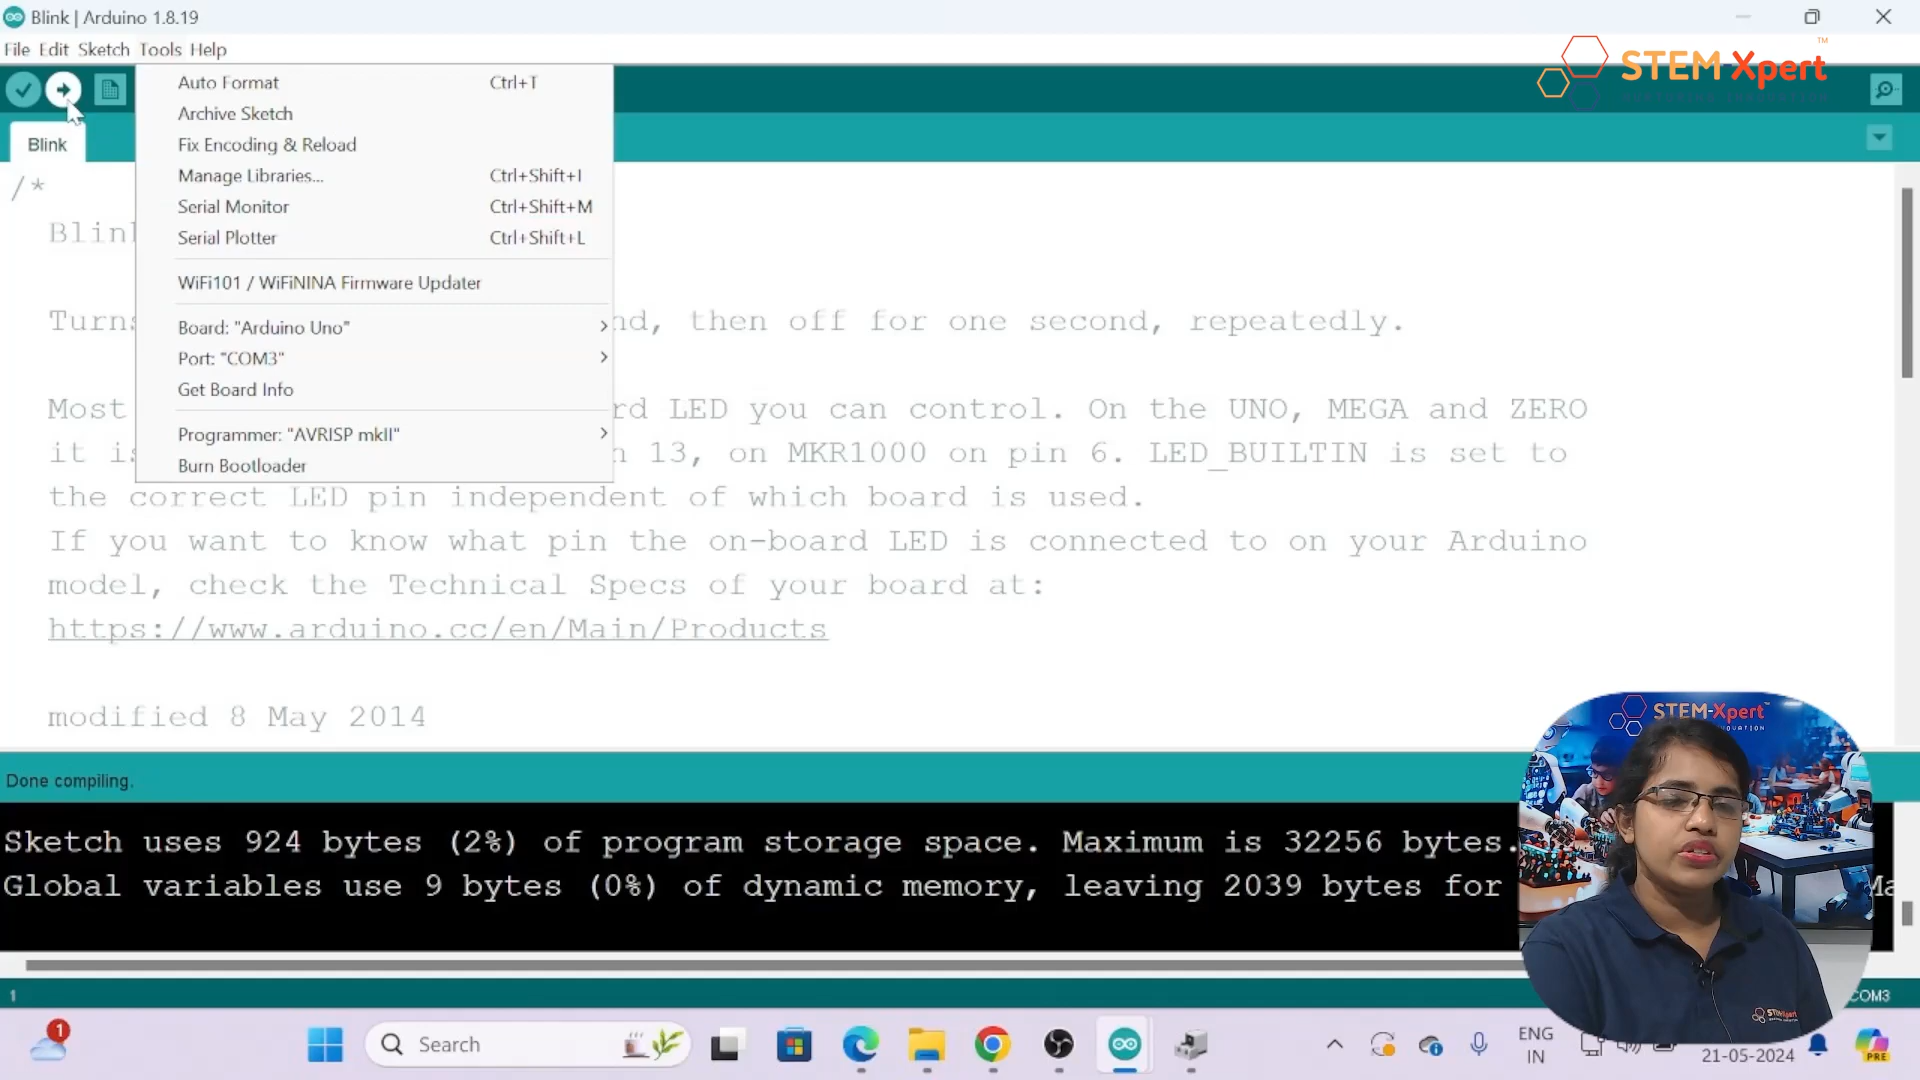 Blink | Arduino 1.8.19
File Edit Sketch Tools Help
STEM Xpert
TM
Auto Format Ctrl+T
Archive Sketch
Fix Encoding & Reload
Manage Libraries... Ctrl+Shift+I
Serial Monitor Ctrl+Shift+M
Serial Plotter Ctrl+Shift+L
WiFi101 / WiFiNINA Firmware Updater
Board: "Arduino Uno"
Port: "COM3"
Get Board Info
Programmer: "AVRISP mkII"
Burn Bootloader
Blink
/*
Blin
Turns nd, then off for one second, repeatedly.
Most rd LED you can control. On the UNO, MEGA and ZERO
it is n 13, on MKR1000 on pin 6. LED_BUILTIN is set to
the correct LED pin independent of which board is used.
If you want to know what pin the on-board LED is connected to on your Arduino
model, check the Technical Specs of your board at:
https://www.arduino.cc/en/Main/Products
modified 8 May 2014
STEM-Xpert
Done compiling.
Sketch uses 924 bytes (2%) of program storage space. Maximum is 32256 bytes.
Global variables use 9 bytes (0%) of dynamic memory, leaving 2039 bytes for Ma
1 COM3
1
Search
ENG
IN
21-05-2024
PRE